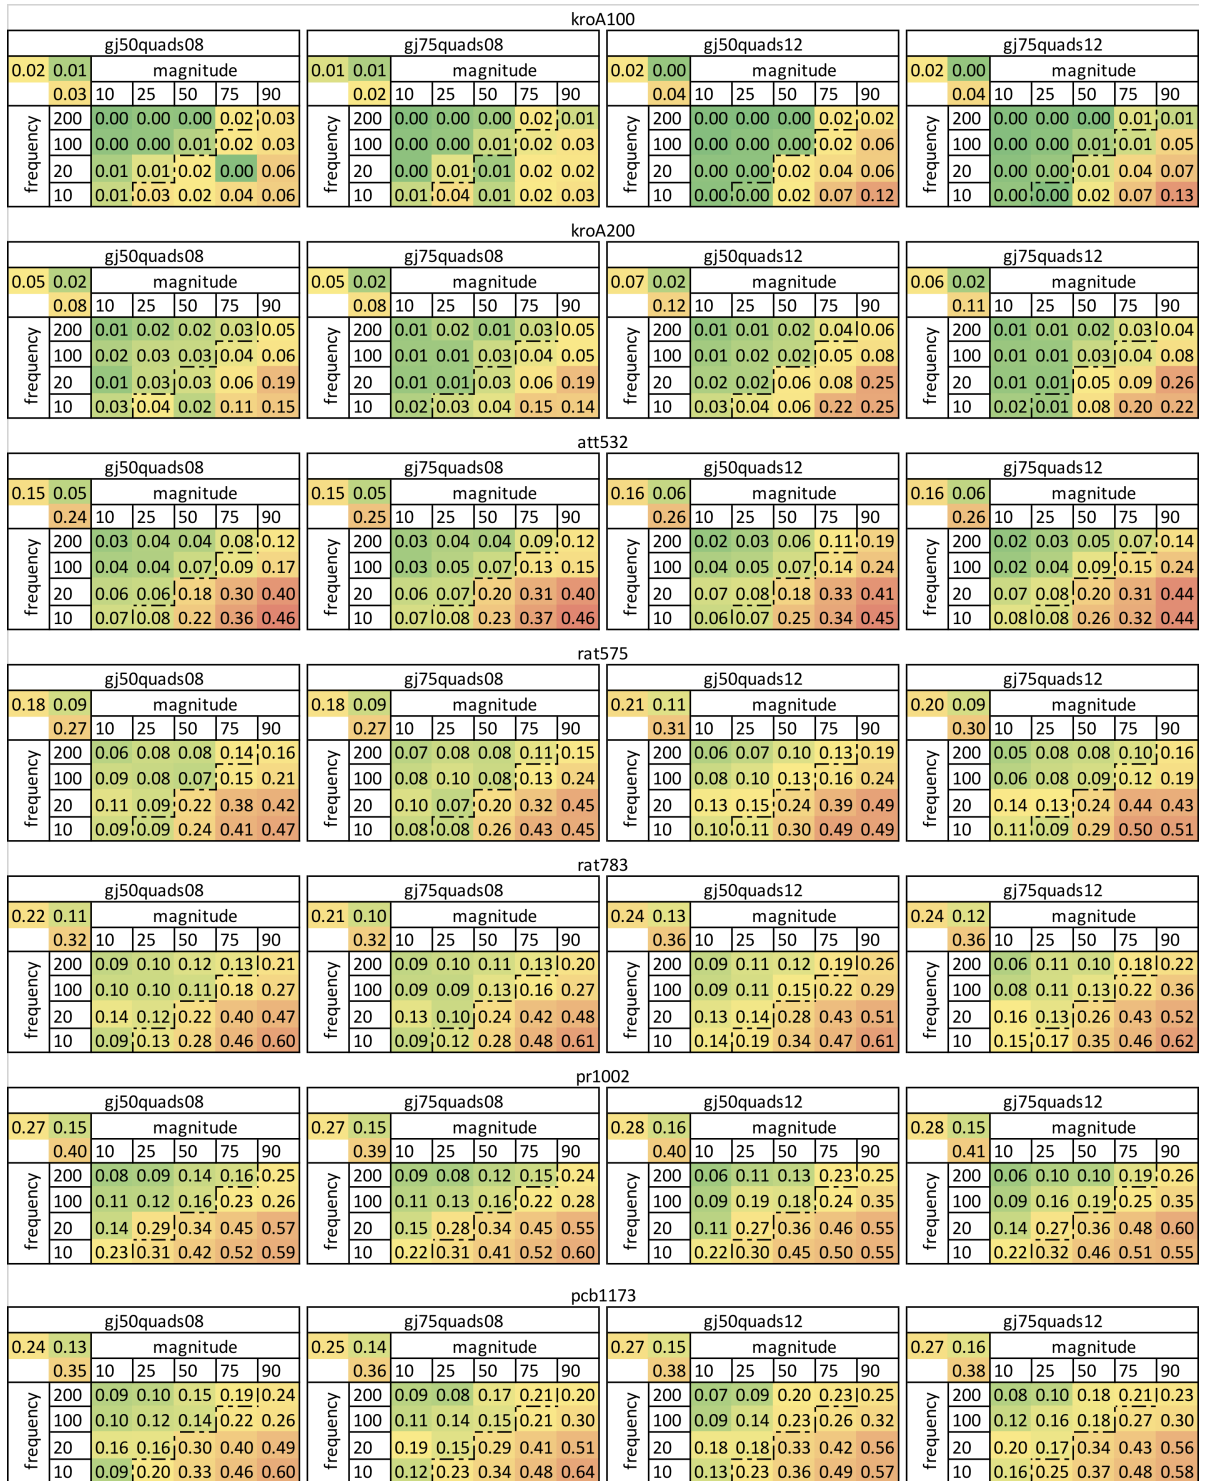 kroA100
gj50quads08 gj75quads08 gj50quads12 gj75quads12
0.02 0.01 magnitude 0.01 0.01 magnitude 0.02 0.00 magnitude 0.02 0.00 magnitude
0.03 10 25 50 75 90 0.02 10 25 50 75 90 0.04 10 25 50 75 90 0.04 10 25 50 75 90
frequency frequency frequency frequency
200 0.00 0.00 0.00 0.02 0.03 200 0.00 0.00 0.00 0.02 0.01 200 0.00 0.00 0.00 0.02 0.02 200 0.00 0.00 0.00 0.01 0.01
100 0.00 0.00 0.01 0.02 0.03 100 0.00 0.00 0.01 0.02 0.03 100 0.00 0.00 0.00 0.02 0.06 100 0.00 0.00 0.01 0.01 0.05
20 0.01 0.01 0.02 0.00 0.06 20 0.00 0.01 0.01 0.02 0.02 20 0.00 0.00 0.02 0.04 0.06 20 0.00 0.00 0.01 0.04 0.07
10 0.01 0.03 0.02 0.04 0.06 10 0.01 0.04 0.01 0.02 0.03 10 0.00 0.00 0.02 0.07 0.12 10 0.00 0.00 0.02 0.07 0.13
kroA200
gj50quads08 gj75quads08 gj50quads12 gj75quads12
0.05 0.02 magnitude 0.05 0.02 magnitude 0.07 0.02 magnitude 0.06 0.02 magnitude
0.08 10 25 50 75 90 0.08 10 25 50 75 90 0.12 10 25 50 75 90 0.11 10 25 50 75 90
frequency frequency frequency frequency
200 0.01 0.02 0.02 0.03 0.05 200 0.01 0.02 0.01 0.03 0.05 200 0.01 0.01 0.02 0.04 0.06 200 0.01 0.01 0.02 0.03 0.04
100 0.02 0.03 0.03 0.04 0.06 100 0.01 0.01 0.03 0.04 0.05 100 0.01 0.02 0.02 0.05 0.08 100 0.01 0.01 0.03 0.04 0.08
20 0.01 0.03 0.03 0.06 0.19 20 0.01 0.01 0.03 0.06 0.19 20 0.02 0.02 0.06 0.08 0.25 20 0.01 0.01 0.05 0.09 0.26
10 0.03 0.04 0.02 0.11 0.15 10 0.02 0.03 0.04 0.15 0.14 10 0.03 0.04 0.06 0.22 0.25 10 0.02 0.01 0.08 0.20 0.22
att532
gj50quads08 gj75quads08 gj50quads12 gj75quads12
0.15 0.05 magnitude 0.15 0.05 magnitude 0.16 0.06 magnitude 0.16 0.06 magnitude
0.24 10 25 50 75 90 0.25 10 25 50 75 90 0.26 10 25 50 75 90 0.26 10 25 50 75 90
frequency frequency frequency frequency
200 0.03 0.04 0.04 0.08 0.12 200 0.03 0.04 0.04 0.09 0.12 200 0.02 0.03 0.06 0.11 0.19 200 0.02 0.03 0.05 0.07 0.14
100 0.04 0.04 0.07 0.09 0.17 100 0.03 0.05 0.07 0.13 0.15 100 0.04 0.05 0.07 0.14 0.24 100 0.02 0.04 0.09 0.15 0.24
20 0.06 0.06 0.18 0.30 0.40 20 0.06 0.07 0.20 0.31 0.40 20 0.07 0.08 0.18 0.33 0.41 20 0.07 0.08 0.20 0.31 0.44
10 0.07 0.08 0.22 0.36 0.46 10 0.07 0.08 0.23 0.37 0.46 10 0.06 0.07 0.25 0.34 0.45 10 0.08 0.08 0.26 0.32 0.44
rat575
gj50quads08 gj75quads08 gj50quads12 gj75quads12
0.18 0.09 magnitude 0.18 0.09 magnitude 0.21 0.11 magnitude 0.20 0.09 magnitude
0.27 10 25 50 75 90 0.27 10 25 50 75 90 0.31 10 25 50 75 90 0.30 10 25 50 75 90
frequency frequency frequency frequency
200 0.06 0.08 0.08 0.14 0.16 200 0.07 0.08 0.08 0.11 0.15 200 0.06 0.07 0.10 0.13 0.19 200 0.05 0.08 0.08 0.10 0.16
100 0.09 0.08 0.07 0.15 0.21 100 0.08 0.10 0.08 0.13 0.24 100 0.08 0.10 0.13 0.16 0.24 100 0.06 0.08 0.09 0.12 0.19
20 0.11 0.09 0.22 0.38 0.42 20 0.10 0.07 0.20 0.32 0.45 20 0.13 0.15 0.24 0.39 0.49 20 0.14 0.13 0.24 0.44 0.43
10 0.09 0.09 0.24 0.41 0.47 10 0.08 0.08 0.26 0.43 0.45 10 0.10 0.11 0.30 0.49 0.49 10 0.11 0.09 0.29 0.50 0.51
rat783
gj50quads08 gj75quads08 gj50quads12 gj75quads12
0.22 0.11 magnitude 0.21 0.10 magnitude 0.24 0.13 magnitude 0.24 0.12 magnitude
0.32 10 25 50 75 90 0.32 10 25 50 75 90 0.36 10 25 50 75 90 0.36 10 25 50 75 90
frequency frequency frequency frequency
200 0.09 0.10 0.12 0.13 0.21 200 0.09 0.10 0.11 0.13 0.20 200 0.09 0.11 0.12 0.19 0.26 200 0.06 0.11 0.10 0.18 0.22
100 0.10 0.10 0.11 0.18 0.27 100 0.09 0.09 0.13 0.16 0.27 100 0.09 0.11 0.15 0.22 0.29 100 0.08 0.11 0.13 0.22 0.36
20 0.14 0.12 0.22 0.40 0.47 20 0.13 0.10 0.24 0.42 0.48 20 0.13 0.14 0.28 0.43 0.51 20 0.16 0.13 0.26 0.43 0.52
10 0.09 0.13 0.28 0.46 0.60 10 0.09 0.12 0.28 0.48 0.61 10 0.14 0.19 0.34 0.47 0.61 10 0.15 0.17 0.35 0.46 0.62
pr1002
gj50quads08 gj75quads08 gj50quads12 gj75quads12
0.27 0.15 magnitude 0.27 0.15 magnitude 0.28 0.16 magnitude 0.28 0.15 magnitude
0.40 10 25 50 75 90 0.39 10 25 50 75 90 0.40 10 25 50 75 90 0.41 10 25 50 75 90
frequency frequency frequency frequency
200 0.08 0.09 0.14 0.16 0.25 200 0.09 0.08 0.12 0.15 0.24 200 0.06 0.11 0.13 0.23 0.25 200 0.06 0.10 0.10 0.19 0.26
100 0.11 0.12 0.16 0.23 0.26 100 0.11 0.13 0.16 0.22 0.28 100 0.09 0.19 0.18 0.24 0.35 100 0.09 0.16 0.19 0.25 0.35
20 0.14 0.29 0.34 0.45 0.57 20 0.15 0.28 0.34 0.45 0.55 20 0.11 0.27 0.36 0.46 0.55 20 0.14 0.27 0.36 0.48 0.60
10 0.23 0.31 0.42 0.52 0.59 10 0.22 0.31 0.41 0.52 0.60 10 0.22 0.30 0.45 0.50 0.55 10 0.22 0.32 0.46 0.51 0.55
pcb1173
gj50quads08 gj75quads08 gj50quads12 gj75quads12
0.24 0.13 magnitude 0.25 0.14 magnitude 0.27 0.15 magnitude 0.27 0.16 magnitude
0.35 10 25 50 75 90 0.36 10 25 50 75 90 0.38 10 25 50 75 90 0.38 10 25 50 75 90
frequency frequency frequency frequency
200 0.09 0.10 0.15 0.19 0.24 200 0.09 0.08 0.17 0.21 0.20 200 0.07 0.09 0.20 0.23 0.25 200 0.08 0.10 0.18 0.21 0.23
100 0.10 0.12 0.14 0.22 0.26 100 0.11 0.14 0.15 0.21 0.30 100 0.09 0.14 0.23 0.26 0.32 100 0.12 0.16 0.18 0.27 0.30
20 0.16 0.16 0.30 0.40 0.49 20 0.19 0.15 0.29 0.41 0.51 20 0.18 0.18 0.33 0.42 0.56 20 0.20 0.17 0.34 0.43 0.56
10 0.09 0.20 0.33 0.46 0.60 10 0.12 0.23 0.34 0.48 0.64 10 0.13 0.23 0.36 0.49 0.57 10 0.16 0.25 0.37 0.48 0.58